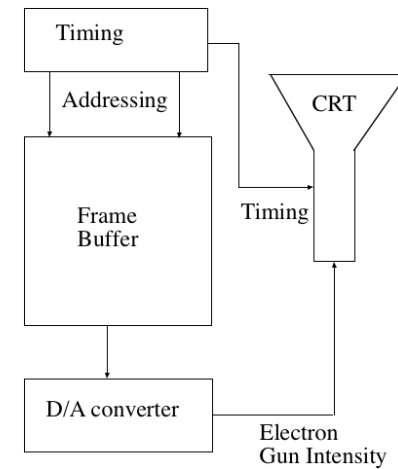 Timing
Addressing
CRT
Frame
Buffer
Timing
D/A converter
Electron
Gun Intensity